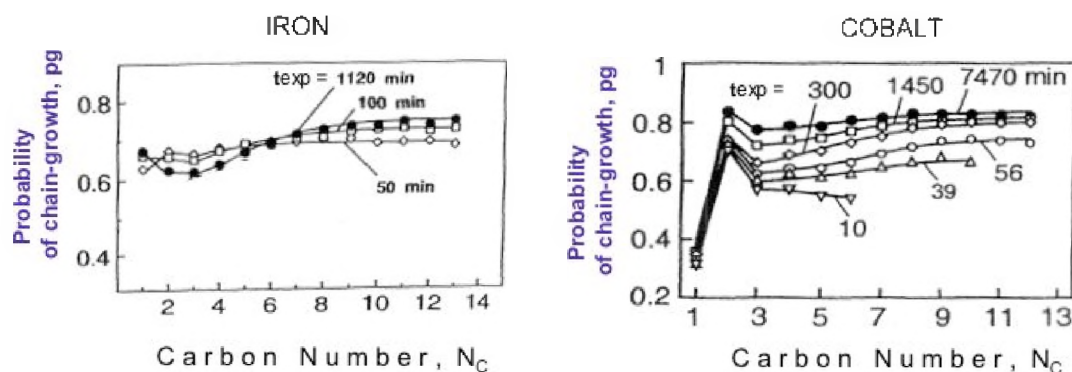 IRON
Probability
of chain-growth, pg
0.8
0.6
0.4
texp = 1120 min
100 min
50 min
2 4 6 8 10 12 14
Carbon Number, NC
COBALT
Probability
of chain-growth, pg
1
0.8
0.6
0.4
0.2
texp = 300 1450 7470 min
56
39
10
1 3 5 7 9 11 13
Carbon Number, NC